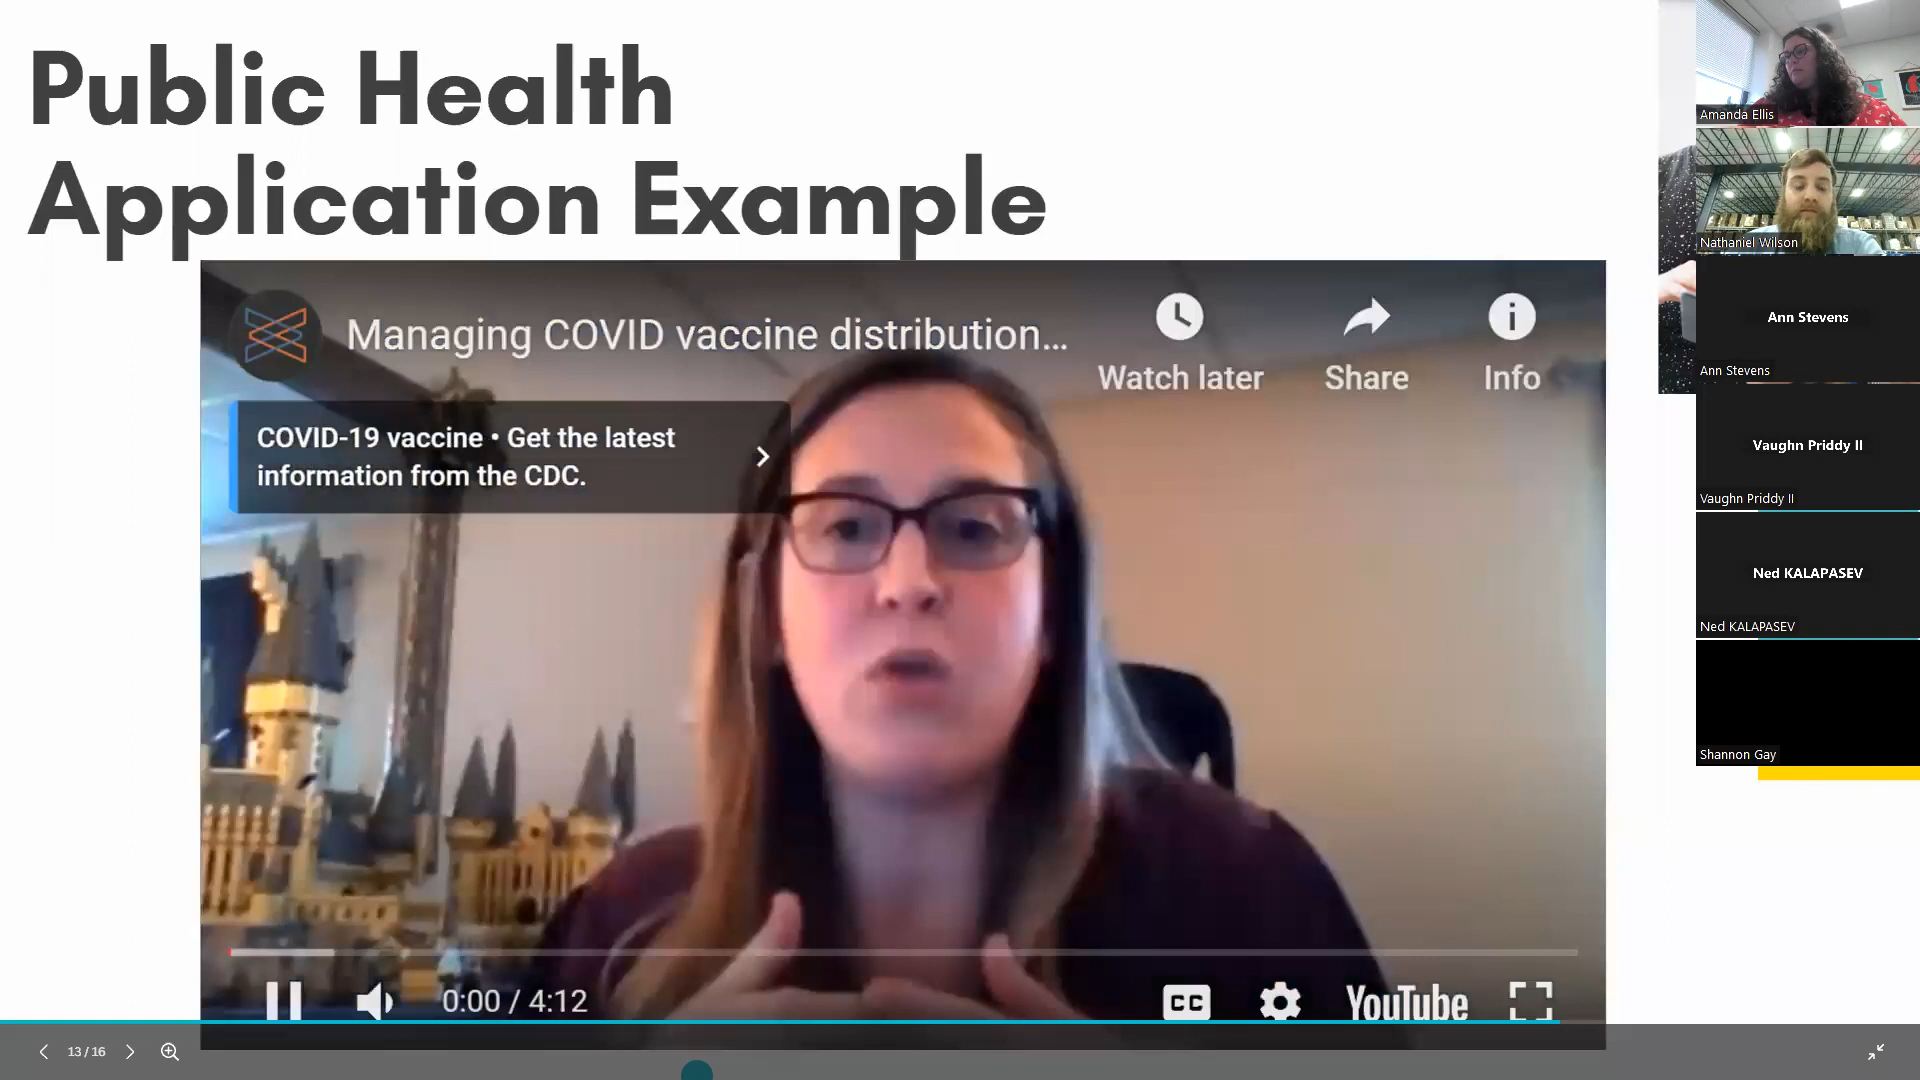 Public Health
Application Example
Managing COVID vaccine distribution...
Watch later
Share
Info
COVID-19 vaccine • Get the latest
information from the CDC.
0:00 / 4:12
CC
YouTube
13 / 16
Amanda Ellis
Nathaniel Wilson
Ann Stevens
Ann Stevens
Vaughn Priddy II
Vaughn Priddy II
Ned KALAPASEV
Ned KALAPASEV
Shannon Gay